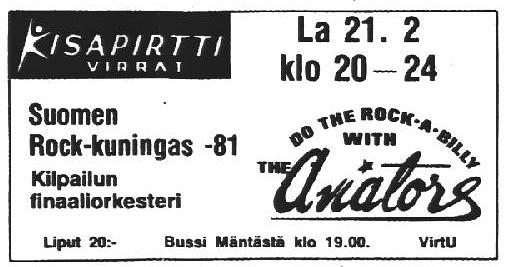 KISAPIRTTI
VIRRAT
La 21. 2
klo 20—24
Suomen
Rock-kuningas -81
Kilpailun
finaaliorkesteri
DO THE ROCK-A-BILLY
WITH
THE Aviators
Liput 20:- Bussi Mäntästä klo 19.00. VirtU